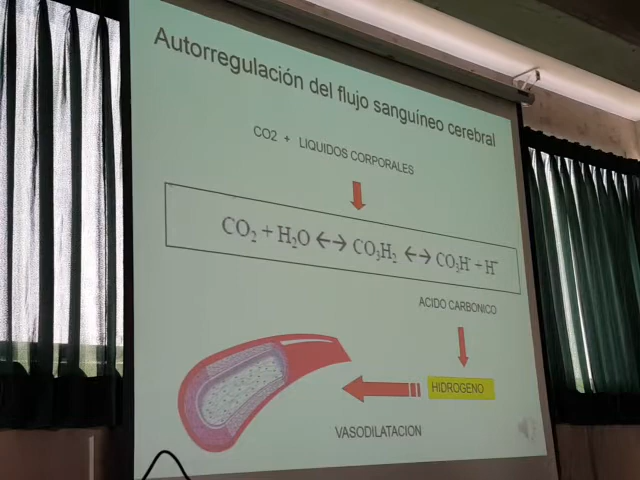 Autorregulación del flujo sanguíneo cerebral
CO2 + LIQUIDOS CORPORALES
CO₂ + H₂O ←→ CO₃H₂ ←→ CO₃H⁻ + H⁻
ACIDO CARBONICO
HIDROGENO
VASODILATACION